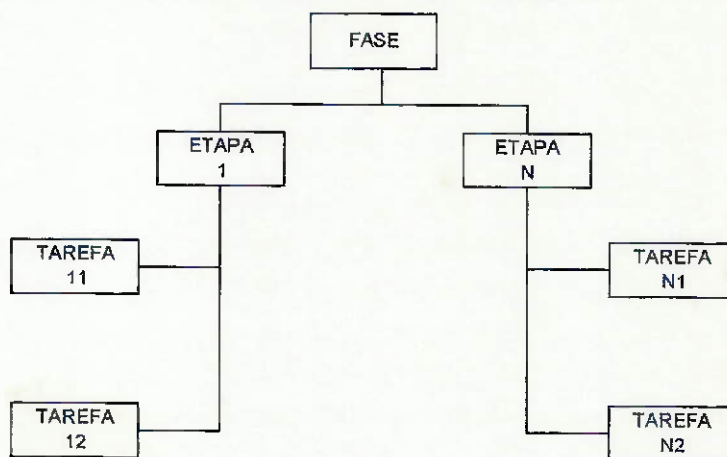 FASE
ETAPA
1
ETAPA
N
TAREFA
11
TAREFA
N1
TAREFA
12
TAREFA
N2